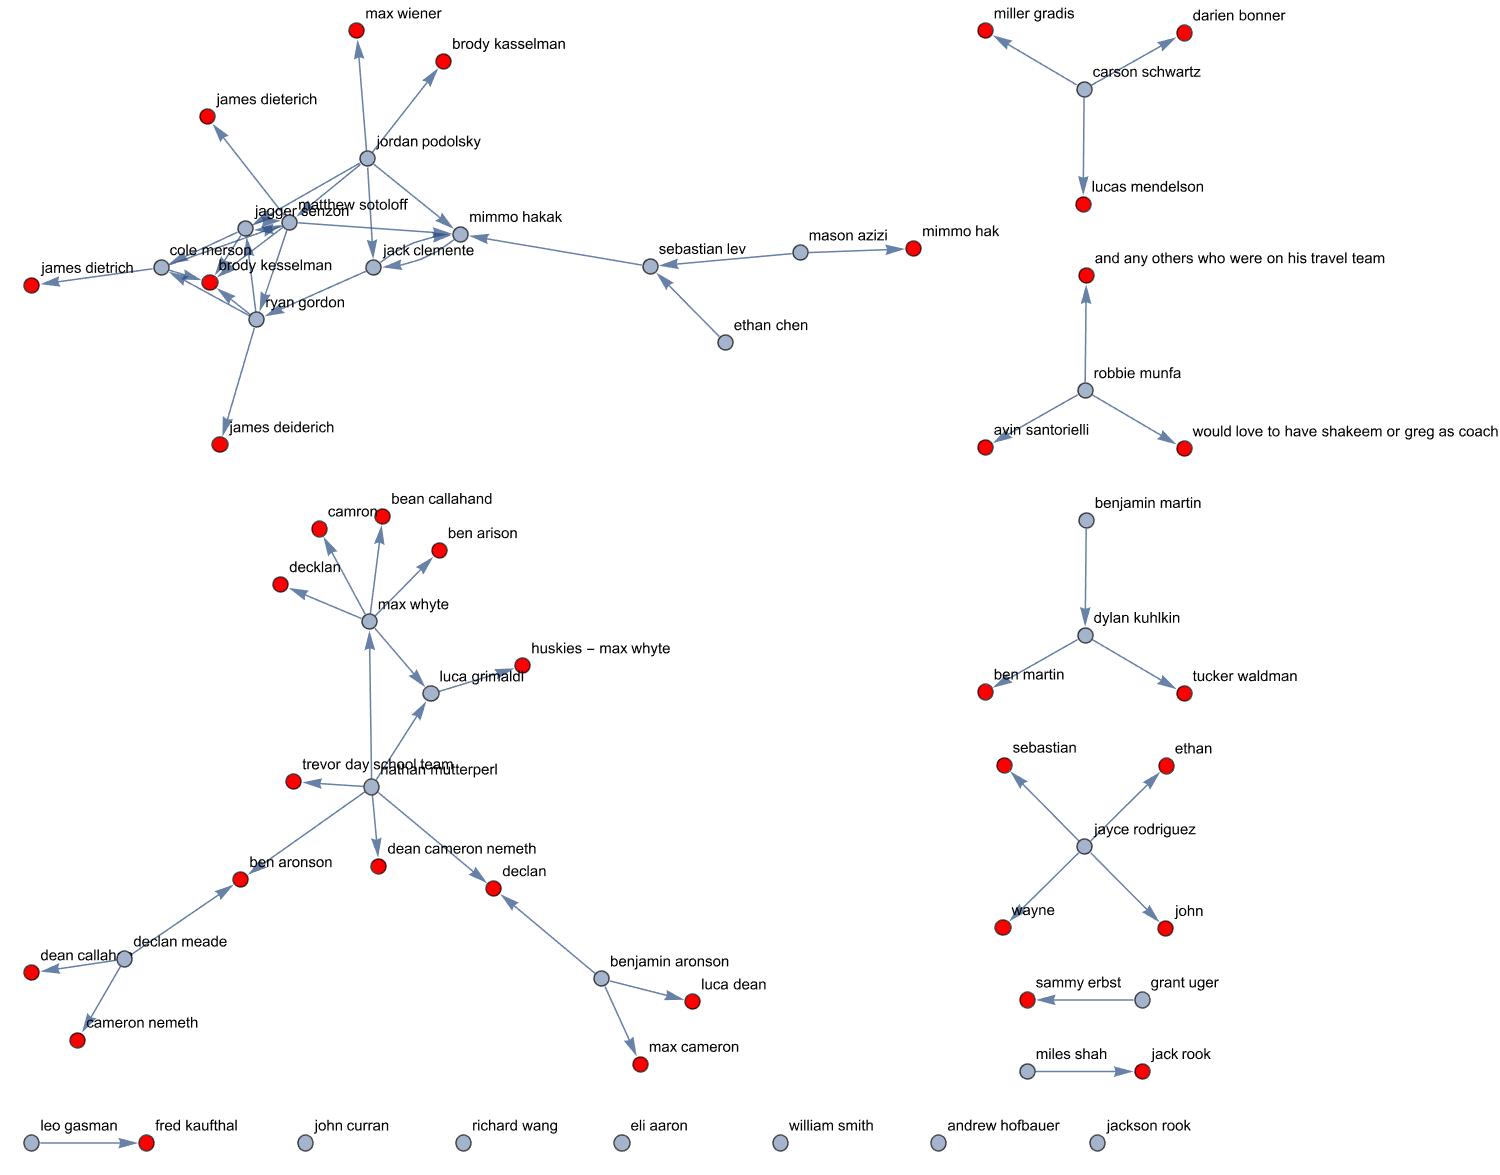 max wiener
brody kasselman
james dieterich
jordan podolsky
matthew sotoloff
jagger senzon
mimmo hakak
cole merson
brody kesselman
jack clemente
james dietrich
ryan gordon
james deiderich
sebastian lev
mason azizi
mimmo hak
ethan chen
miller gradis
darien bonner
carson schwartz
lucas mendelson
and any others who were on his travel team
robbie munfa
avin santorielli
would love to have shakeem or greg as coach
bean callahand
camron
ben arison
decklan
max whyte
huskies – max whyte
luca grimaldi
trevor day school team
nathan mutterperl
dean cameron nemeth
ben aronson
declan
declan meade
dean callahan
cameron nemeth
benjamin aronson
luca dean
max cameron
benjamin martin
dylan kuhlkin
ben martin
tucker waldman
sebastian
ethan
jayce rodriguez
wayne
john
sammy erbst
grant uger
miles shah
jack rook
leo gasman
fred kaufthal
john curran
richard wang
eli aaron
william smith
andrew hofbauer
jackson rook